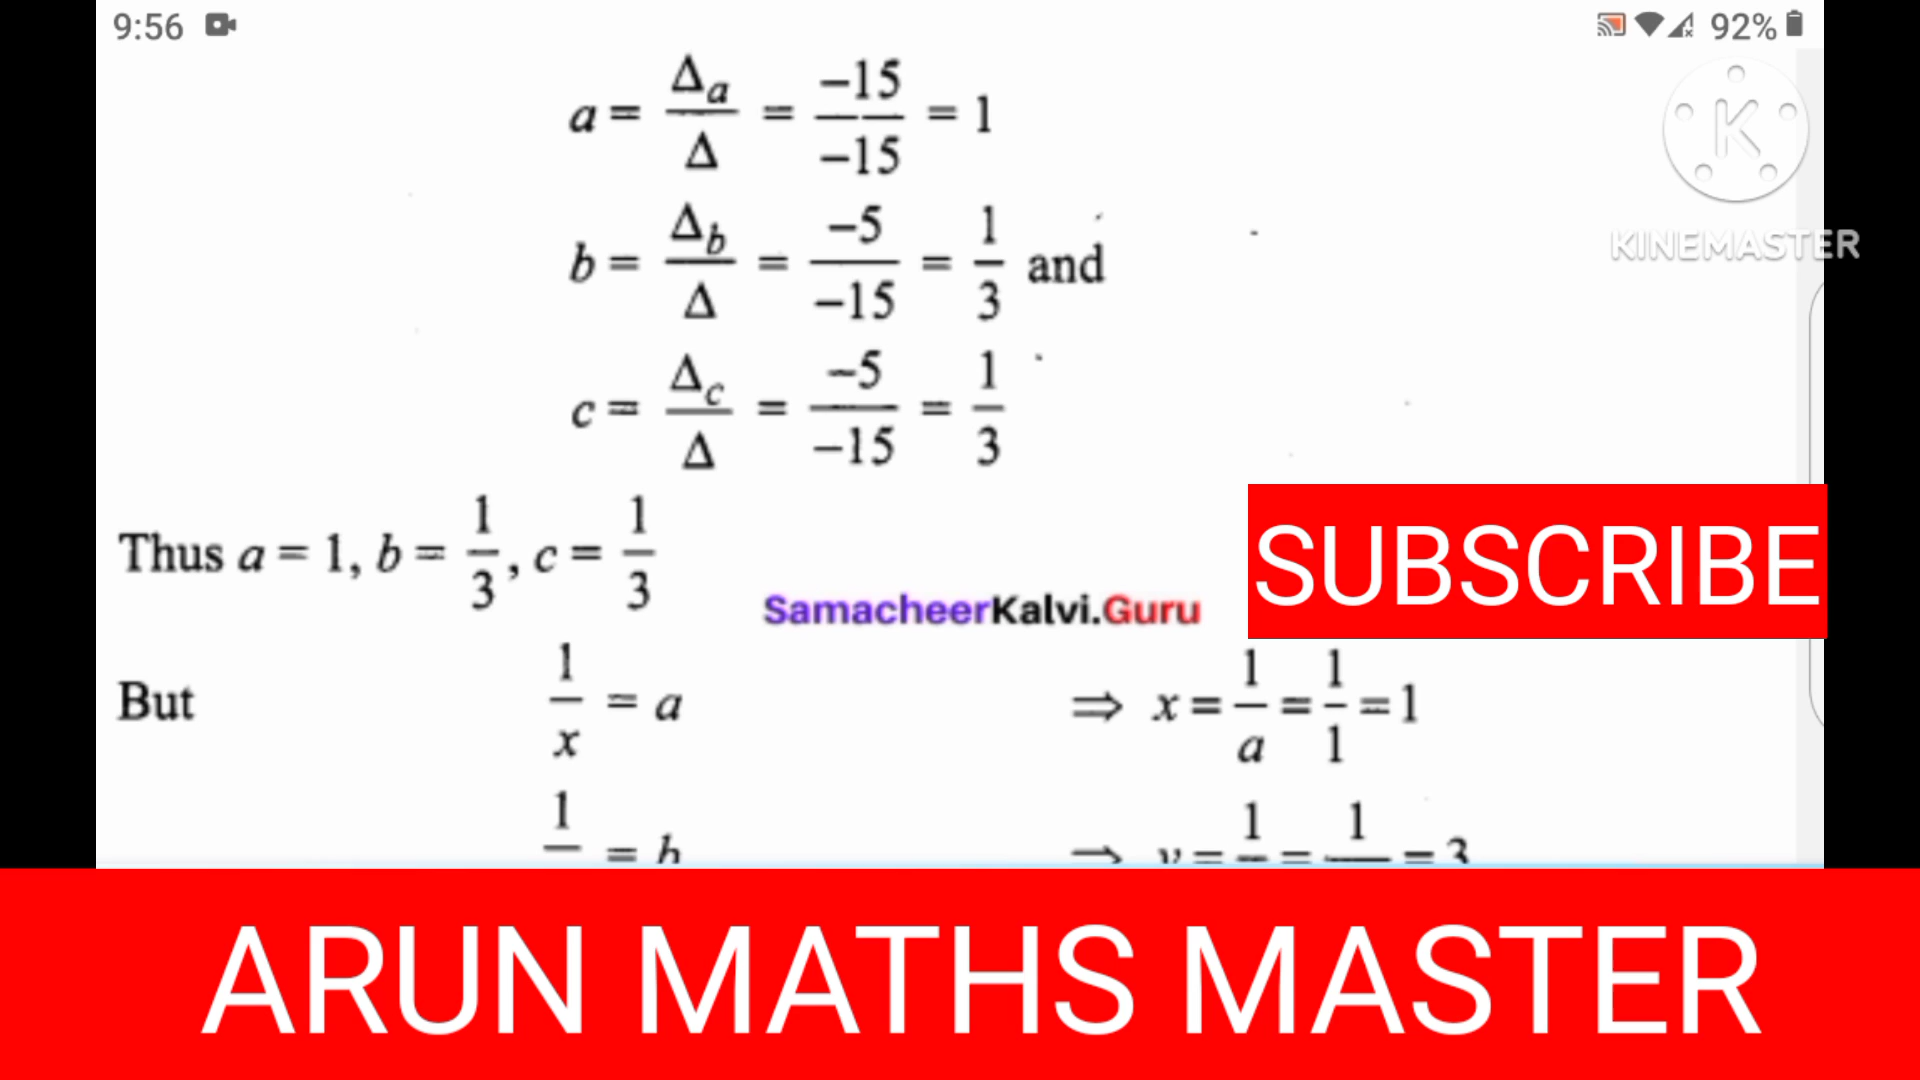 9:56 92%
a = Δa/Δ = −15/−15 = 1
KINEMASTER
b = Δb/Δ = −5/−15 = 1/3 and
c = Δc/Δ = −5/−15 = 1/3
Thus a = 1, b = 1/3, c = 1/3
SUBSCRIBE
SamacheerKalvi.Guru
But 1/x = a ⇒ x = 1/a = 1/1 = 1
ARUN MATHS MASTER